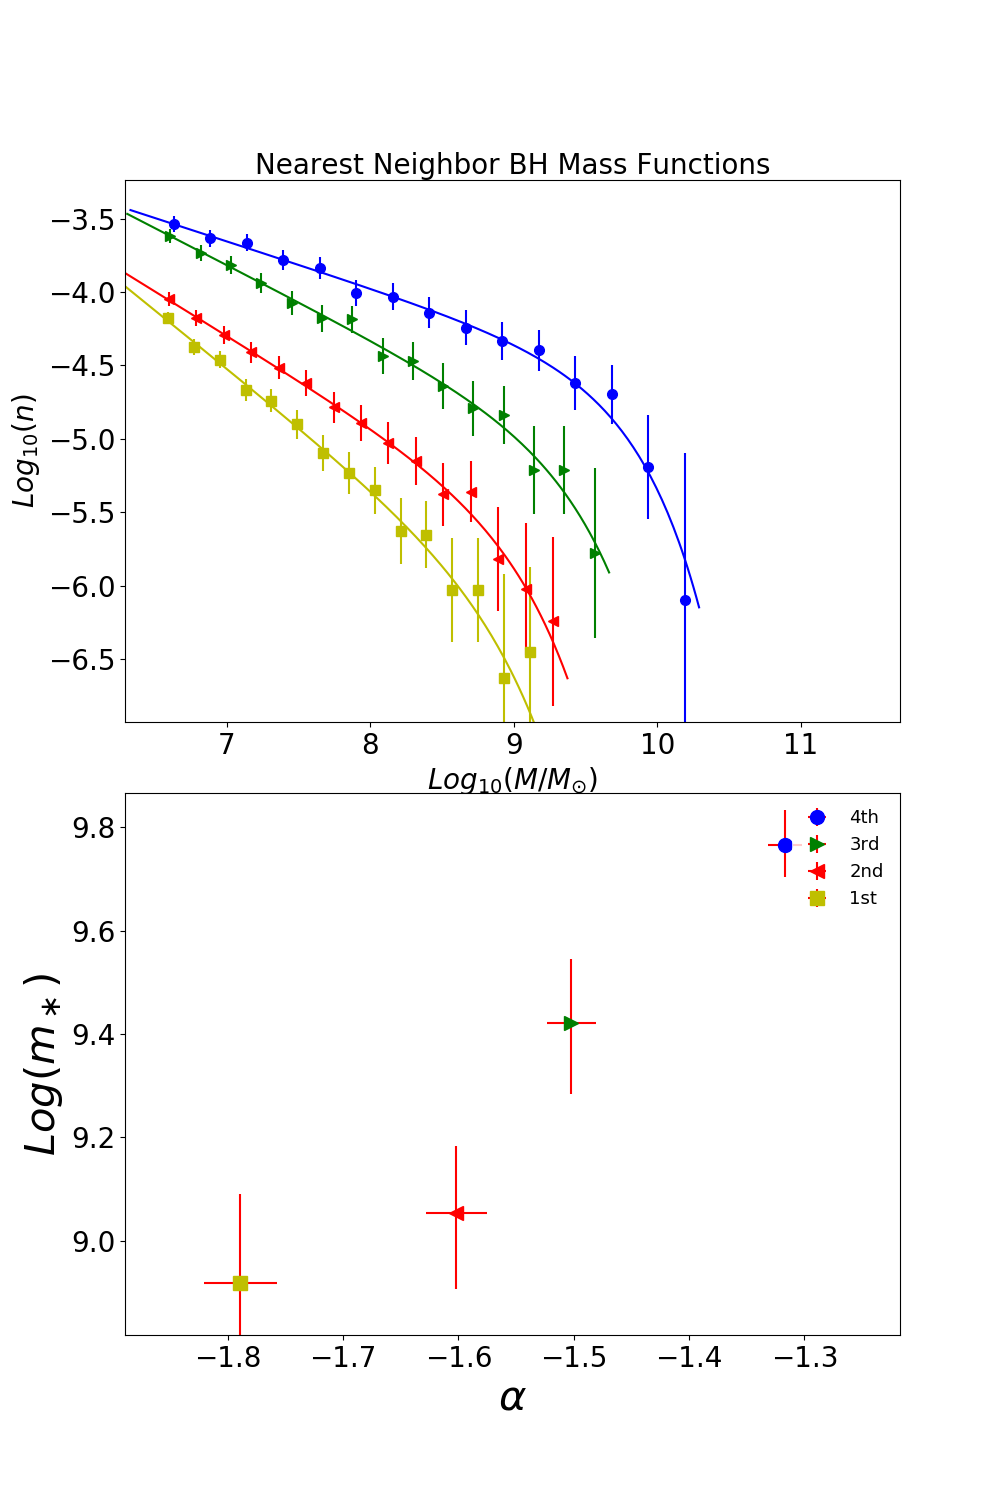 Nearest Neighbor BH Mass Functions
−3.5
−4.0
−4.5
−5.0
−5.5
−6.0
−6.5
Log₁₀(n)
7 8 9 10 11
Log₁₀(M/M⊙)
9.8
9.6
9.4
9.2
9.0
Log(m∗)
4th
3rd
2nd
1st
−1.8 −1.7 −1.6 −1.5 −1.4 −1.3
α